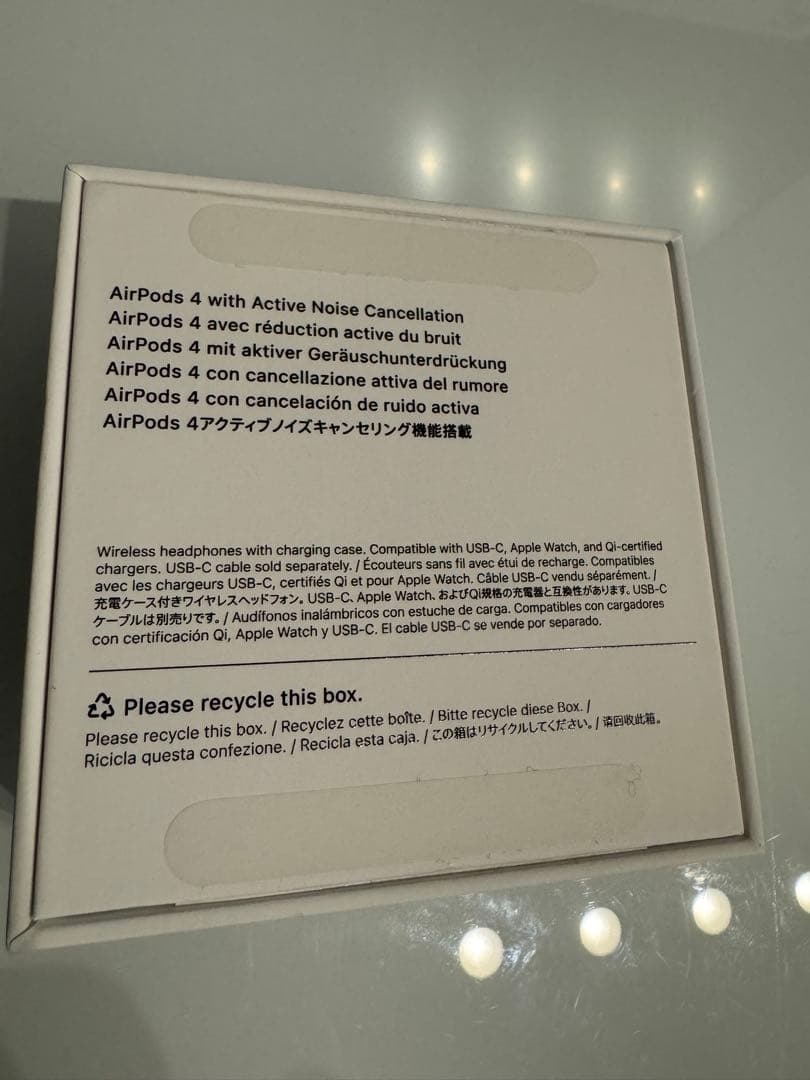 AirPods 4 with Active Noise Cancellation
AirPods 4 avec réduction active du bruit
AirPods 4 mit aktiver Geräuschunterdrückung
AirPods 4 con cancellazione attiva del rumore
AirPods 4 con cancelación de ruido activa
AirPods 4アクティブノイズキャンセリング機能搭載
Wireless headphones with charging case. Compatible with USB-C, Apple Watch, and Qi-certified
chargers. USB-C cable sold separately. / Écouteurs sans fil avec étui de recharge. Compatibles
avec les chargeurs USB-C, certifiés Qi et pour Apple Watch. Câble USB-C vendu séparément. /
充電ケース付きワイヤレスヘッドフォン。USB-C、Apple Watch、およびQi規格の充電器と互換性があります。USB-C
ケーブルは別売りです。/ Audífonos inalámbricos con estuche de carga. Compatibles con cargadores
con certificación Qi, Apple Watch y USB-C. El cable USB-C se vende por separado.
Please recycle this box.
Please recycle this box. / Recyclez cette boîte. / Bitte recycle diese Box. /
Ricicla questa confezione. / Recicla esta caja. / この箱はリサイクルしてください。/ 请回收此箱。